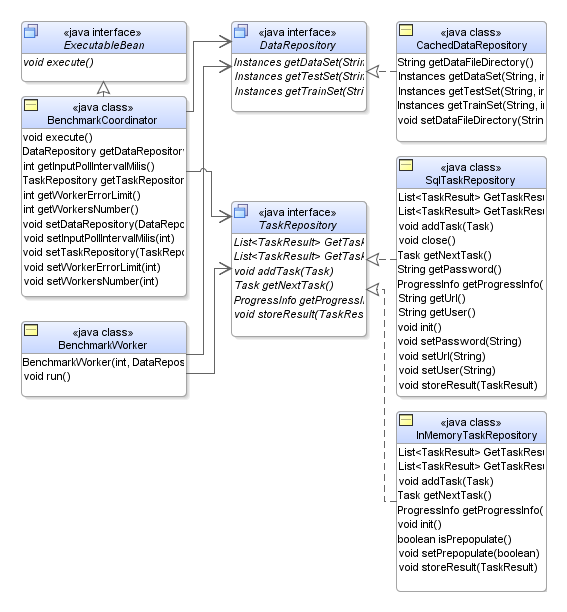 «java interface»
ExecutableBean
void execute()
«java class»
BenchmarkCoordinator
void execute()
DataRepository getDataRepositor
int getInputPollIntervalMilis()
TaskRepository getTaskRepositor
int getWorkerErrorLimit()
int getWorkersNumber()
void setDataRepository(DataRepo
void setInputPollIntervalMilis(int)
void setTaskRepository(TaskRep
void setWorkerErrorLimit(int)
void setWorkersNumber(int)
«java class»
BenchmarkWorker
BenchmarkWorker(int, DataRepos
void run()
«java interface»
DataRepository
Instances getDataSet(Strin
Instances getTestSet(Strin
Instances getTrainSet(Stri
«java interface»
TaskRepository
List<TaskResult> GetTask
List<TaskResult> GetTask
void addTask(Task)
Task getNextTask()
ProgressInfo getProgressI
void storeResult(TaskRes
«java class»
CachedDataRepository
String getDataFileDirectory()
Instances getDataSet(String, in
Instances getTestSet(String, in
Instances getTrainSet(String, in
void setDataFileDirectory(Strin
«java class»
SqlTaskRepository
List<TaskResult> GetTaskResu
List<TaskResult> GetTaskResu
void addTask(Task)
void close()
Task getNextTask()
String getPassword()
ProgressInfo getProgressInfo(
String getUrl()
String getUser()
void init()
void setPassword(String)
void setUrl(String)
void setUser(String)
void storeResult(TaskResult)
«java class»
InMemoryTaskRepository
List<TaskResult> GetTaskResu
List<TaskResult> GetTaskResu
void addTask(Task)
Task getNextTask()
ProgressInfo getProgressInfo(
void init()
boolean isPrepopulate()
void setPrepopulate(boolean)
void storeResult(TaskResult)